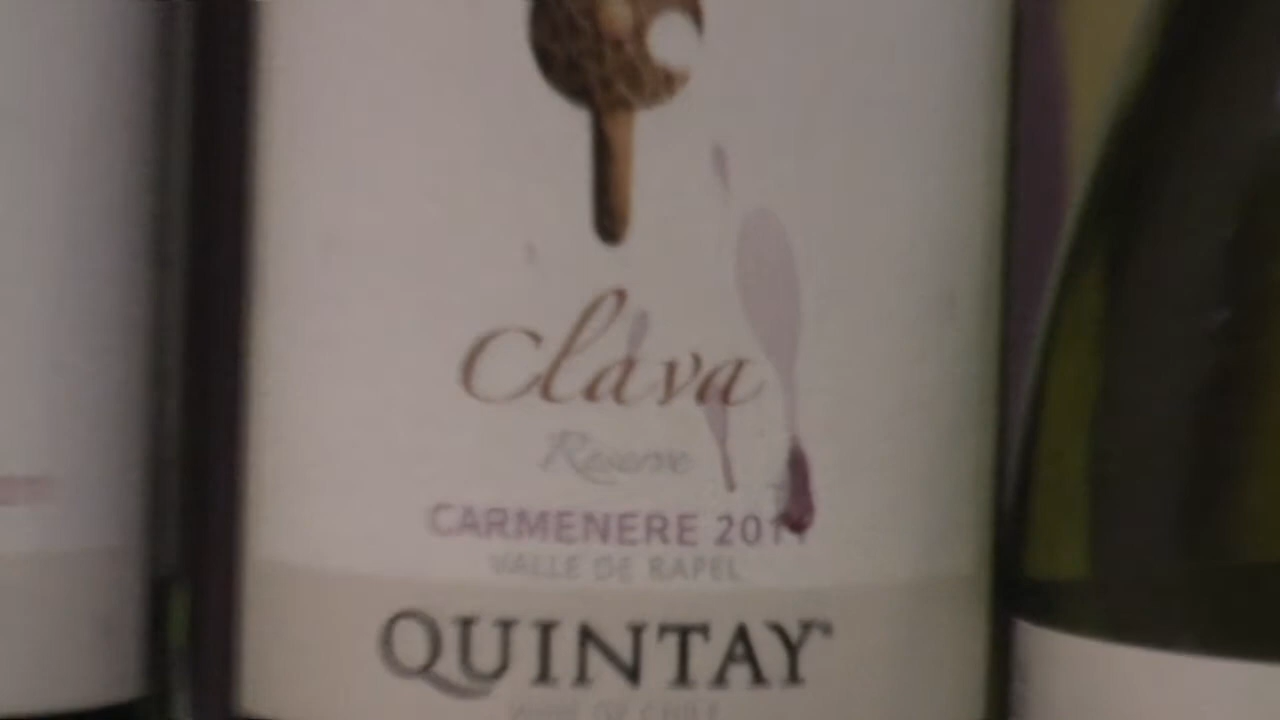 Clava
Reserve
CARMENERE
VALLE DE RAPEL
QUINTAY